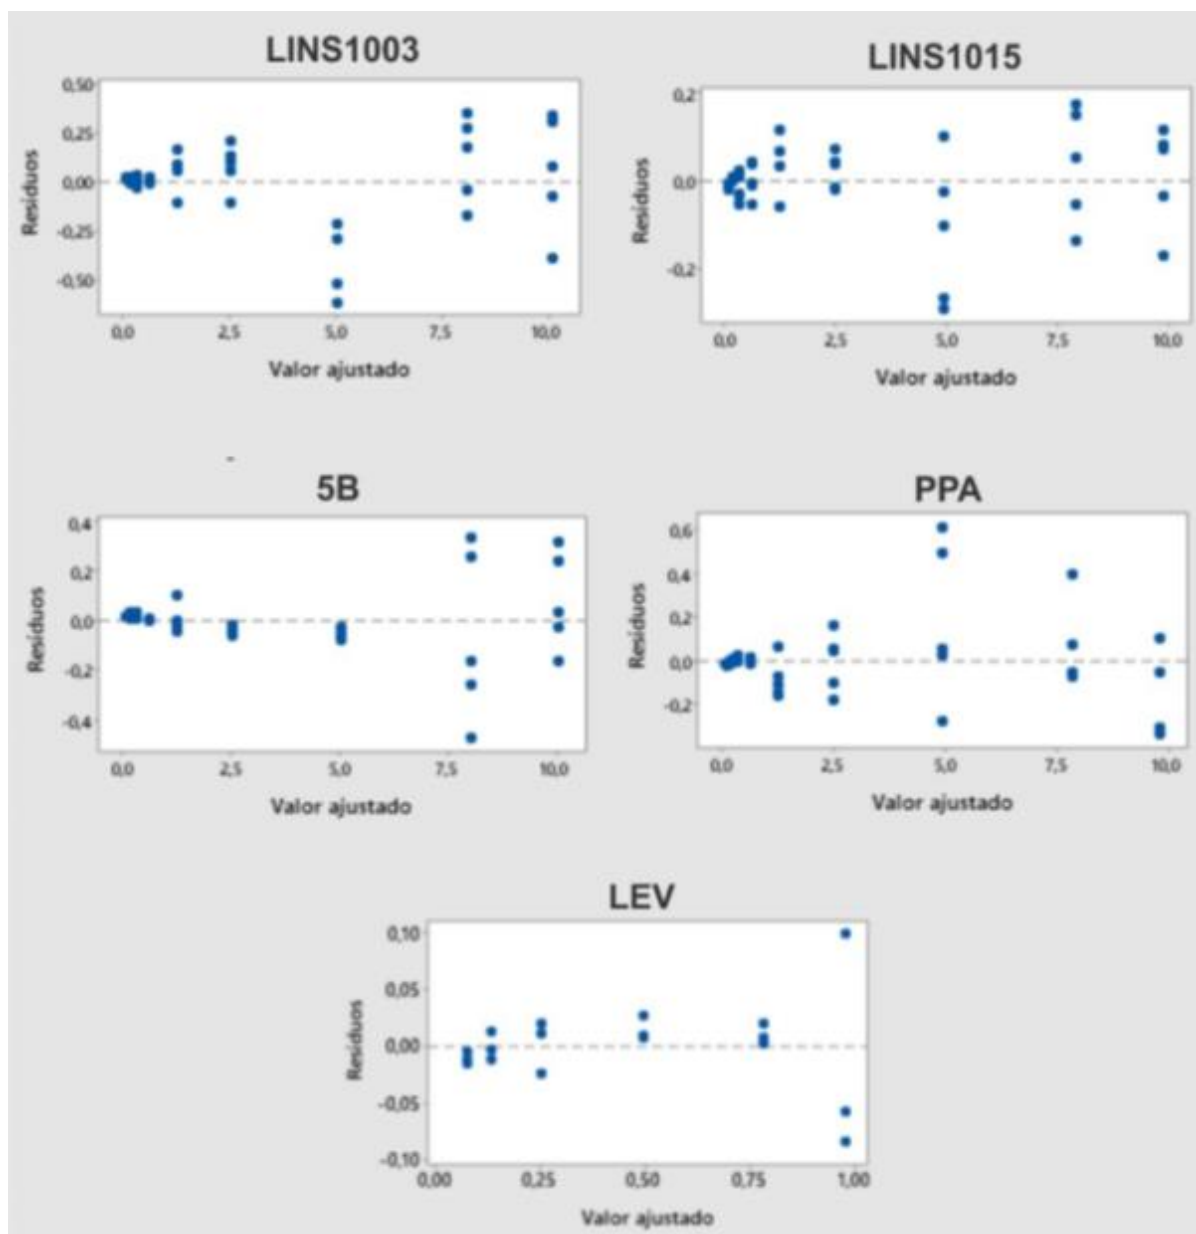 LINS1003
0,50
0,25
0,00
-0,25
-0,50
Resíduos
0,0 2,5 5,0 7,5 10,0
Valor ajustado
LINS1015
0,2
0,0
-0,2
Resíduos
0,0 2,5 5,0 7,5 10,0
Valor ajustado
5B
0,4
0,2
0,0
-0,2
-0,4
Resíduos
0,0 2,5 5,0 7,5 10,0
Valor ajustado
PPA
0,6
0,4
0,2
0,0
-0,2
Resíduos
0,0 2,5 5,0 7,5 10,0
Valor ajustado
LEV
0,10
0,05
0,00
-0,05
-0,10
Resíduos
0,00 0,25 0,50 0,75 1,00
Valor ajustado